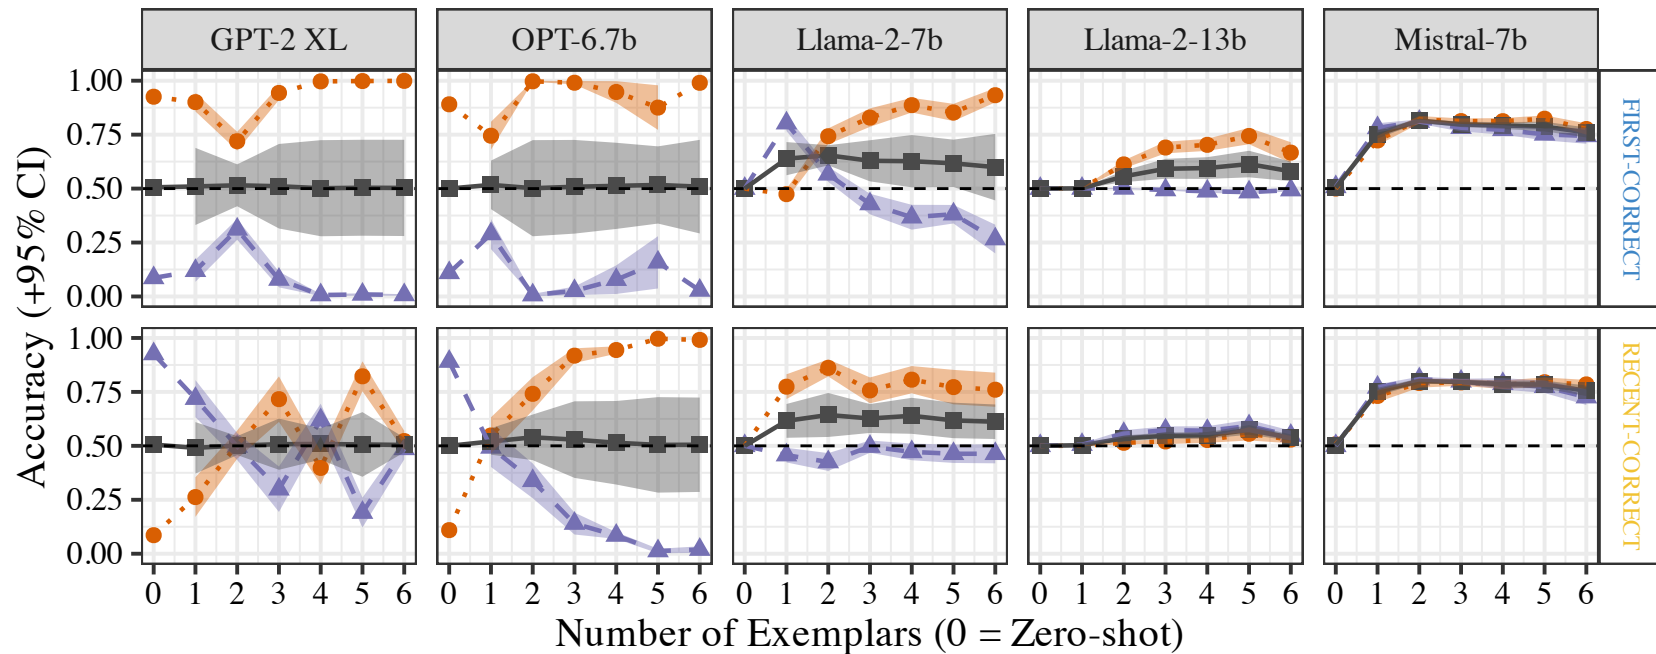 GPT-2 XL
OPT-6.7b
Llama-2-7b
Llama-2-13b
Mistral-7b
Accuracy (+95% CI)
1.00
0.75
0.50
0.25
0.00
FIRST-CORRECT
1.00
0.75
0.50
0.25
0.00
RECENT-CORRECT
0 1 2 3 4 5 6
0 1 2 3 4 5 6
0 1 2 3 4 5 6
0 1 2 3 4 5 6
0 1 2 3 4 5 6
Number of Exemplars (0 = Zero-shot)